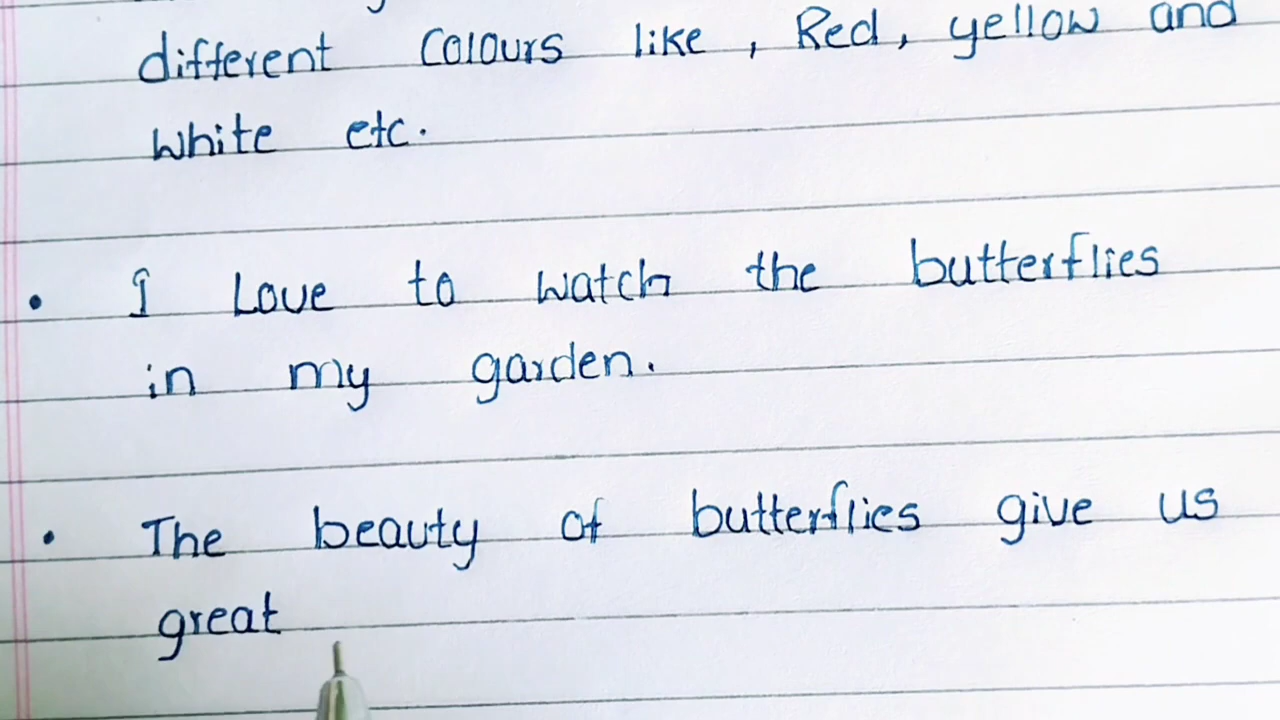 different Colours like , Red, yellow and
white etc.
• I Love to watch the butterflies
in my garden.
• The beauty of butterflies give us
great